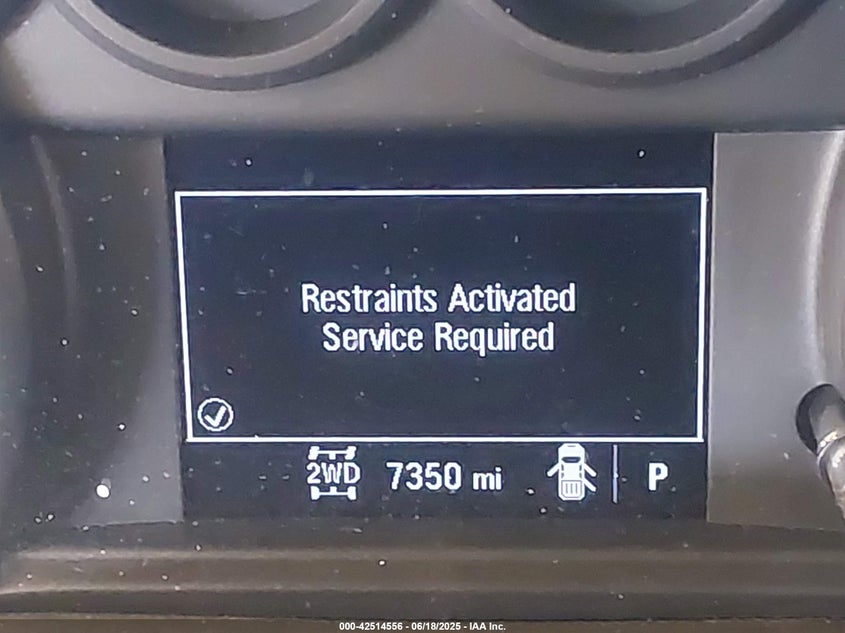 Restraints Activated
Service Required
2WD 7350 mi P
000-42514556 - 06/18/2025 - IAA Inc.